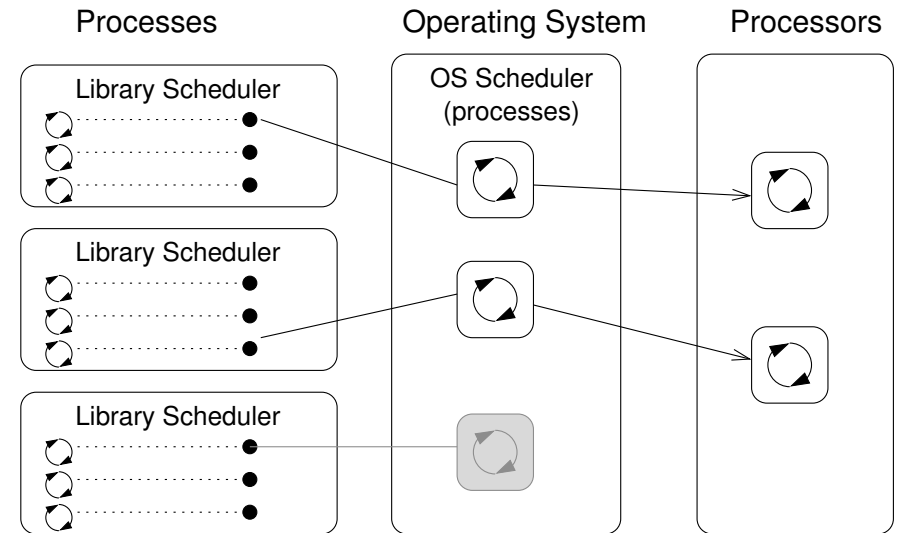 Processes
Operating System
Processors
Library Scheduler
OS Scheduler
(processes)
Library Scheduler
Library Scheduler